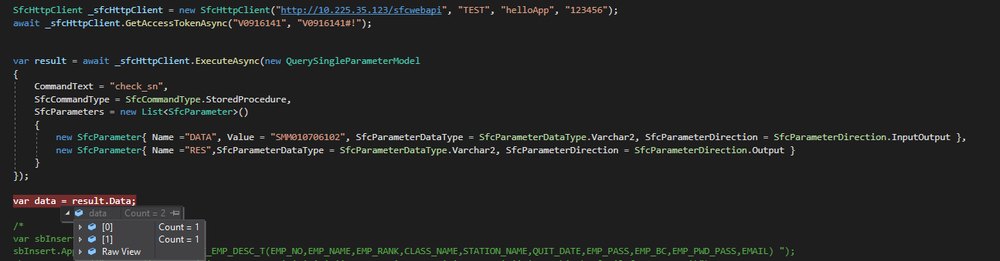 SfcHttpClient _sfcHttpClient = new SfcHttpClient("http://10.225.35.123/sfcwebapi", "TEST", "helloApp", "123456");
await _sfcHttpClient.GetAccessTokenAsync("V0916141", "V0916141#!");
var result = await _sfcHttpClient.ExecuteAsync(new QuerySingleParameterModel
{
CommandText = "check_sn",
SfcCommandType = SfcCommandType.StoredProcedure,
SfcParameters = new List<SfcParameter>()
{
new SfcParameter{ Name ="DATA", Value = "SMM010706102", SfcParameterDataType = SfcParameterDataType.Varchar2, SfcParameterDirection = SfcParameterDirection.InputOutput },
new SfcParameter{ Name ="RES",SfcParameterDataType = SfcParameterDataType.Varchar2, SfcParameterDirection = SfcParameterDirection.Output }
}
});
var data = result.Data;
data Count = 2
/*
[0] Count = 1
var sbInser
[1] Count = 1
sbInsert.App
Raw View
_EMP_DESC_T(EMP_NO,EMP_NAME,EMP_RANK,CLASS_NAME,STATION_NAME,QUIT_DATE,EMP_PASS,EMP_BC,EMP_PWD_PASS,EMAIL) ");